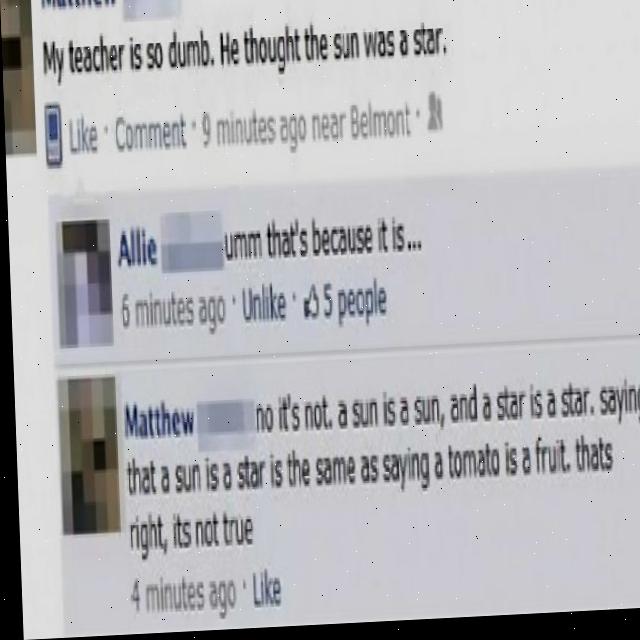 Matthew
My teacher is so dumb. He thought the sun was a star.
Like · Comment · 9 minutes ago near Belmont ·
Allie umm that's because it is...
6 minutes ago · Unlike · 5 people
Matthew no it's not. a sun is a sun, and a star is a star. saying
that a sun is a star is the same as saying a tomato is a fruit. thats
right, its not true
4 minutes ago · Like